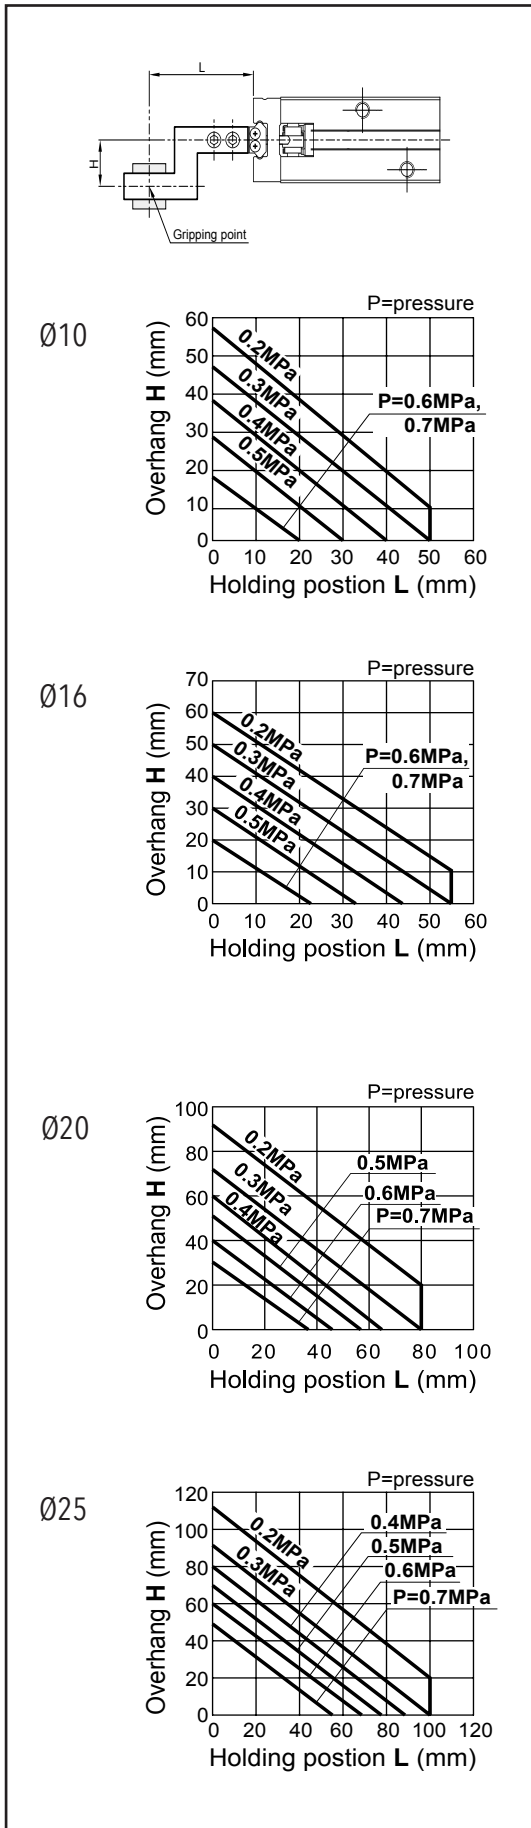 L
H
Gripping point
Ø10
P=pressure
Overhang H (mm)
60
50
40
30
20
10
0
0.2MPa
0.3MPa
0.4MPa
0.5MPa
P=0.6MPa,
0.7MPa
0 10 20 30 40 50 60
Holding postion L (mm)
Ø16
P=pressure
Overhang H (mm)
70
60
50
40
30
20
10
0
0.2MPa
0.3MPa
0.4MPa
0.5MPa
P=0.6MPa,
0.7MPa
0 10 20 30 40 50 60
Holding postion L (mm)
Ø20
P=pressure
Overhang H (mm)
100
80
60
40
20
0
0.2MPa
0.3MPa
0.4MPa
0.5MPa
0.6MPa
P=0.7MPa
0 20 40 60 80 100
Holding postion L (mm)
Ø25
P=pressure
Overhang H (mm)
120
100
80
60
40
20
0
0.2MPa
0.3MPa
0.4MPa
0.5MPa
0.6MPa
P=0.7MPa
0 20 40 60 80 100 120
Holding postion L (mm)